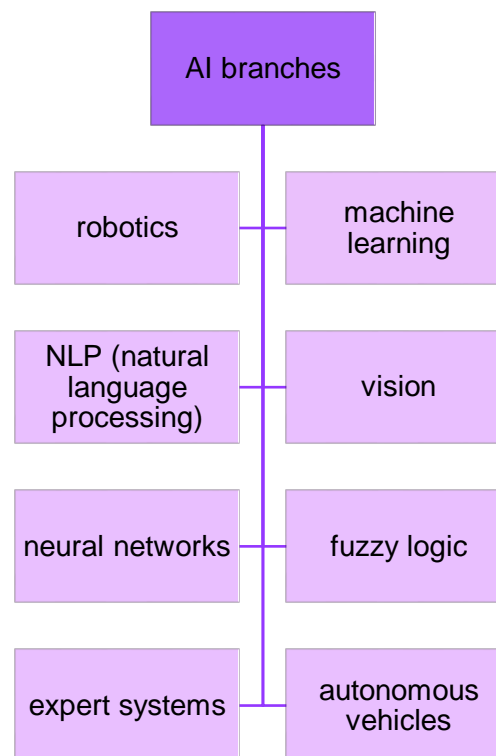 AI branches
robotics
machine
learning
NLP (natural
language
processing)
vision
neural networks
fuzzy logic
expert systems
autonomous
vehicles